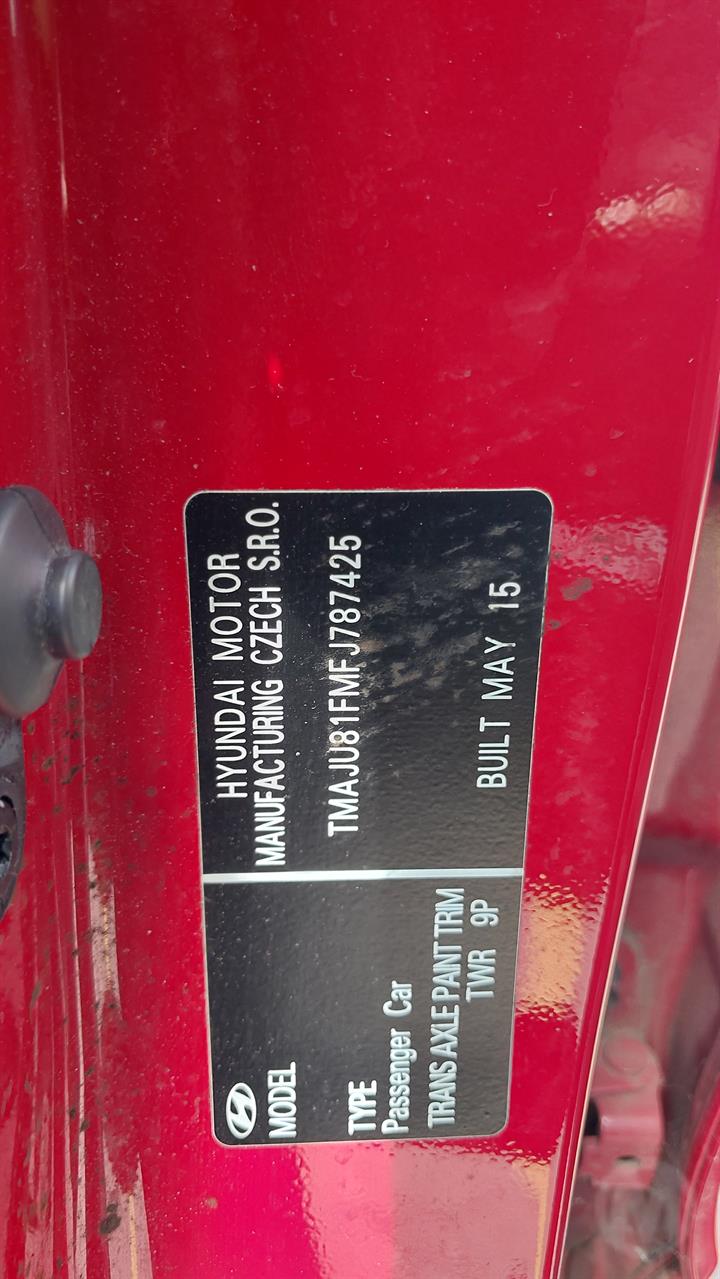 MODEL
TYPE
Passenger Car
TRANS AXLE PAINT TRIM
TWR 9P
HYUNDAI MOTOR
MANUFACTURING CZECH S.R.O.
TMAJU81FMFJ787425
BUILT MAY 15